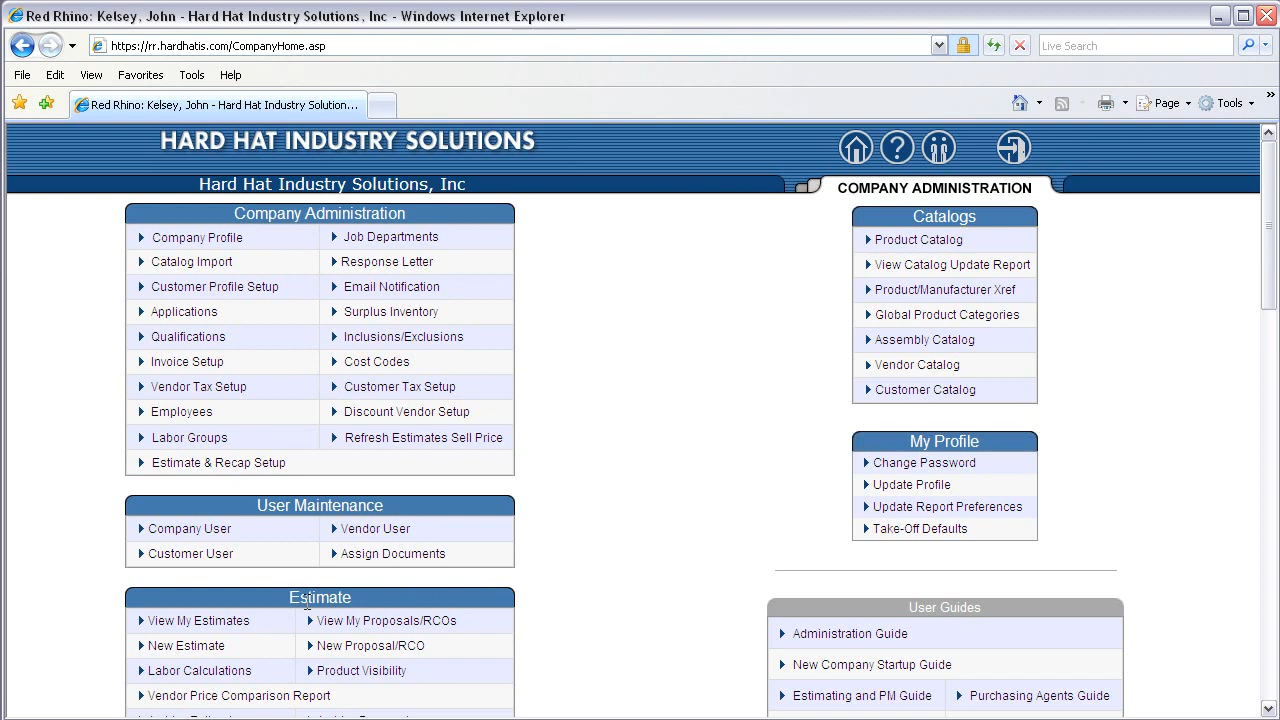 Red Rhino: Kelsey, John - Hard Hat Industry Solutions, Inc - Windows Internet Explorer
https://rr.hardhatis.com/CompanyHome.asp
Live Search
File Edit View Favorites Tools Help
Red Rhino: Kelsey, John - Hard Hat Industry Solution...
Page Tools
HARD HAT INDUSTRY SOLUTIONS
Hard Hat Industry Solutions, Inc
COMPANY ADMINISTRATION
Company Administration
Company Profile Job Departments
Catalog Import Response Letter
Customer Profile Setup Email Notification
Applications Surplus Inventory
Qualifications Inclusions/Exclusions
Invoice Setup Cost Codes
Vendor Tax Setup Customer Tax Setup
Employees Discount Vendor Setup
Labor Groups Refresh Estimates Sell Price
Estimate & Recap Setup
User Maintenance
Company User Vendor User
Customer User Assign Documents
Estimate
View My Estimates View My Proposals/RCOs
New Estimate New Proposal/RCO
Labor Calculations Product Visibility
Vendor Price Comparison Report
Catalogs
Product Catalog
View Catalog Update Report
Product/Manufacturer Xref
Global Product Categories
Assembly Catalog
Vendor Catalog
Customer Catalog
My Profile
Change Password
Update Profile
Update Report Preferences
Take-Off Defaults
User Guides
Administration Guide
New Company Startup Guide
Estimating and PM Guide Purchasing Agents Guide